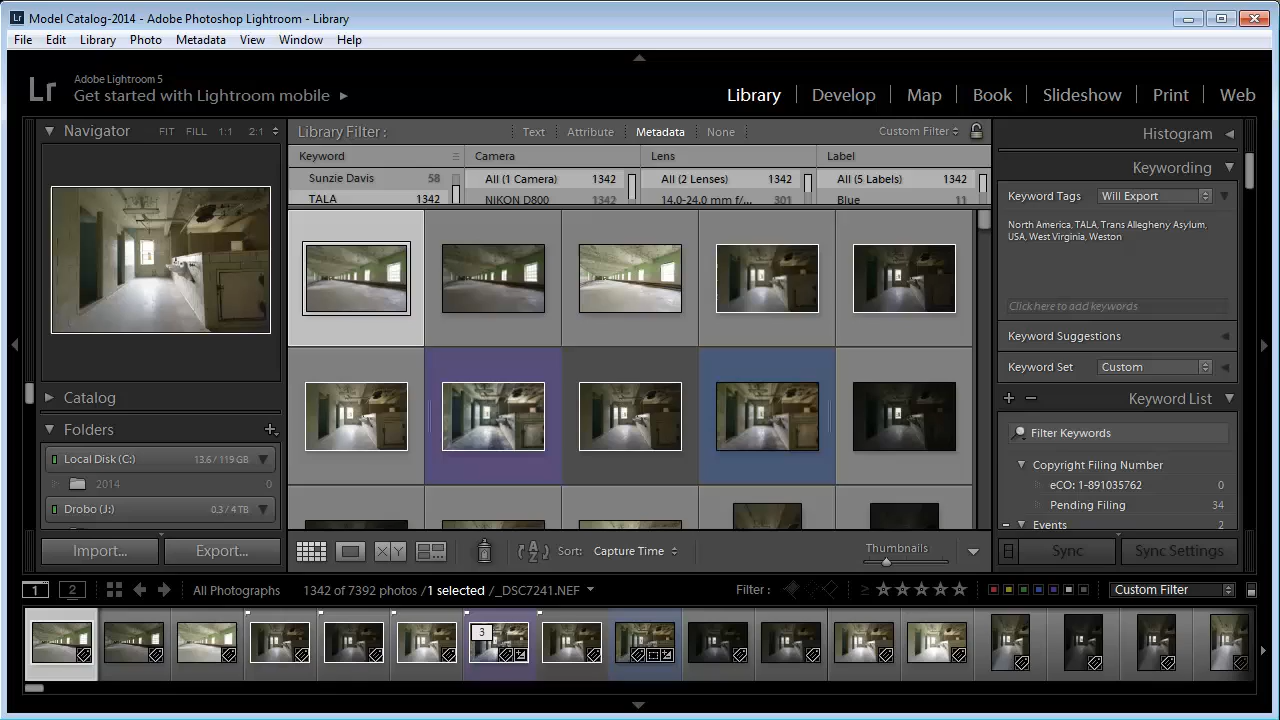 Lr Model Catalog-2014 - Adobe Photoshop Lightroom - Library
File Edit Library Photo Metadata View Window Help
Lr Adobe Lightroom 5
Get started with Lightroom mobile
Library Develop Map Book Slideshow Print Web
Navigator FIT FILL 1:1 2:1
Library Filter : Text Attribute Metadata None Custom Filter
Histogram
Keyword Camera Lens Label
Sunzie Davis 58 All (1 Camera) 1342 All (2 Lenses) 1342 All (5 Labels) 1342
TALA 1342 NIKON D800 1342 14.0-24.0 mm f/... 301 Blue 11
Keywording
Keyword Tags Will Export
North America, TALA, Trans Allegheny Asylum,
USA, West Virginia, Weston
Click here to add keywords
Keyword Suggestions
Keyword Set Custom
Keyword List
Filter Keywords
Copyright Filing Number
eCO: 1-891035762 0
Pending Filing 34
Events 2
Catalog
Folders
Local Disk (C:) 13.6 / 119 GB
2014 0
Drobo (J:) 0.3 / 4 TB
Import... Export...
XY AZ Sort: Capture Time Thumbnails
Sync Sync Settings
1 2 All Photographs 1342 of 7392 photos / 1 selected / _DSC7241.NEF Filter : ≥ Custom Filter
3